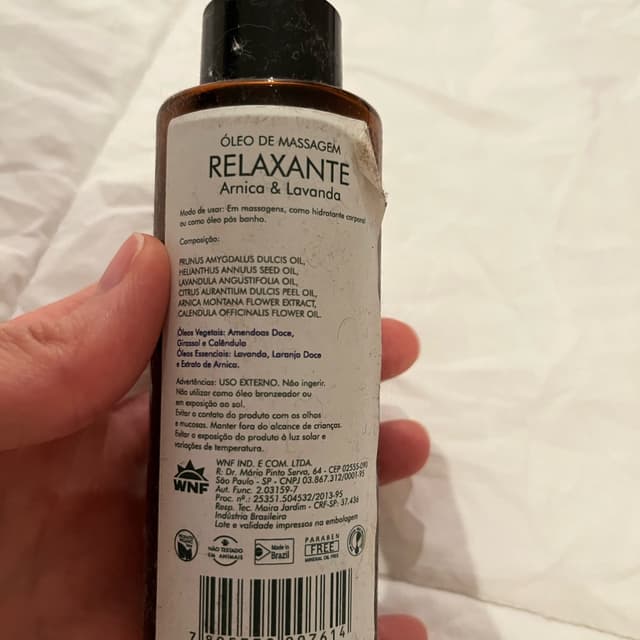 ÓLEO DE MASSAGEM
RELAXANTE
Arnica & Lavanda
Modo de usar: Em massagens, como hidratante corporal
ou como óleo pós banho.
Composição:
PRUNUS AMYGDALUS DULCIS OIL,
HELIANTHUS ANNUUS SEED OIL,
LAVANDULA ANGUSTIFOLIA OIL,
CITRUS AURANTIUM DULCIS PEEL OIL,
ARNICA MONTANA FLOWER EXTRACT,
CALENDULA OFFICINALIS FLOWER OIL.
Óleos Vegetais: Amendoas Doce,
Girassol e Calêndula
Óleos Essenciais: Lavanda, Laranja Doce
e Extrato de Arnica.
Advertências: USO EXTERNO. Não ingerir.
Não utilizar como óleo bronzeador ou
em exposição ao sol.
Evitar o contato do produto com os olhos
e mucosas. Manter fora do alcance de crianças.
Evitar a exposição do produto à luz solar e
variações de temperatura.
WNF
WNF IND. E COM. LTDA.
R: Dr. Mário Pinto Serva, 64 - CEP 02555-090
São Paulo - SP - CNPJ 03.867.312/0001-95
Aut. Func. 2.03159-7
Proc. nº.: 25351.504532/2013-95
Resp. Tec. Maira Jardim - CRF-SP: 37.436
Indústria Brasileira
Lote e validade impressos na embalagem
NÃO TESTADO
EM ANIMAIS
Made in
Brazil
PARABEN
FREE
MINERAL OIL FREE